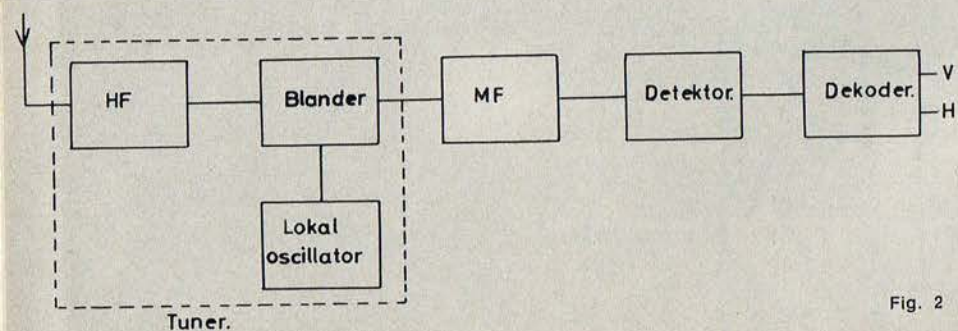 HF
Blander
MF
Detektor.
Dekoder.
V
H
Lokal
oscillator
Tuner.
Fig. 2